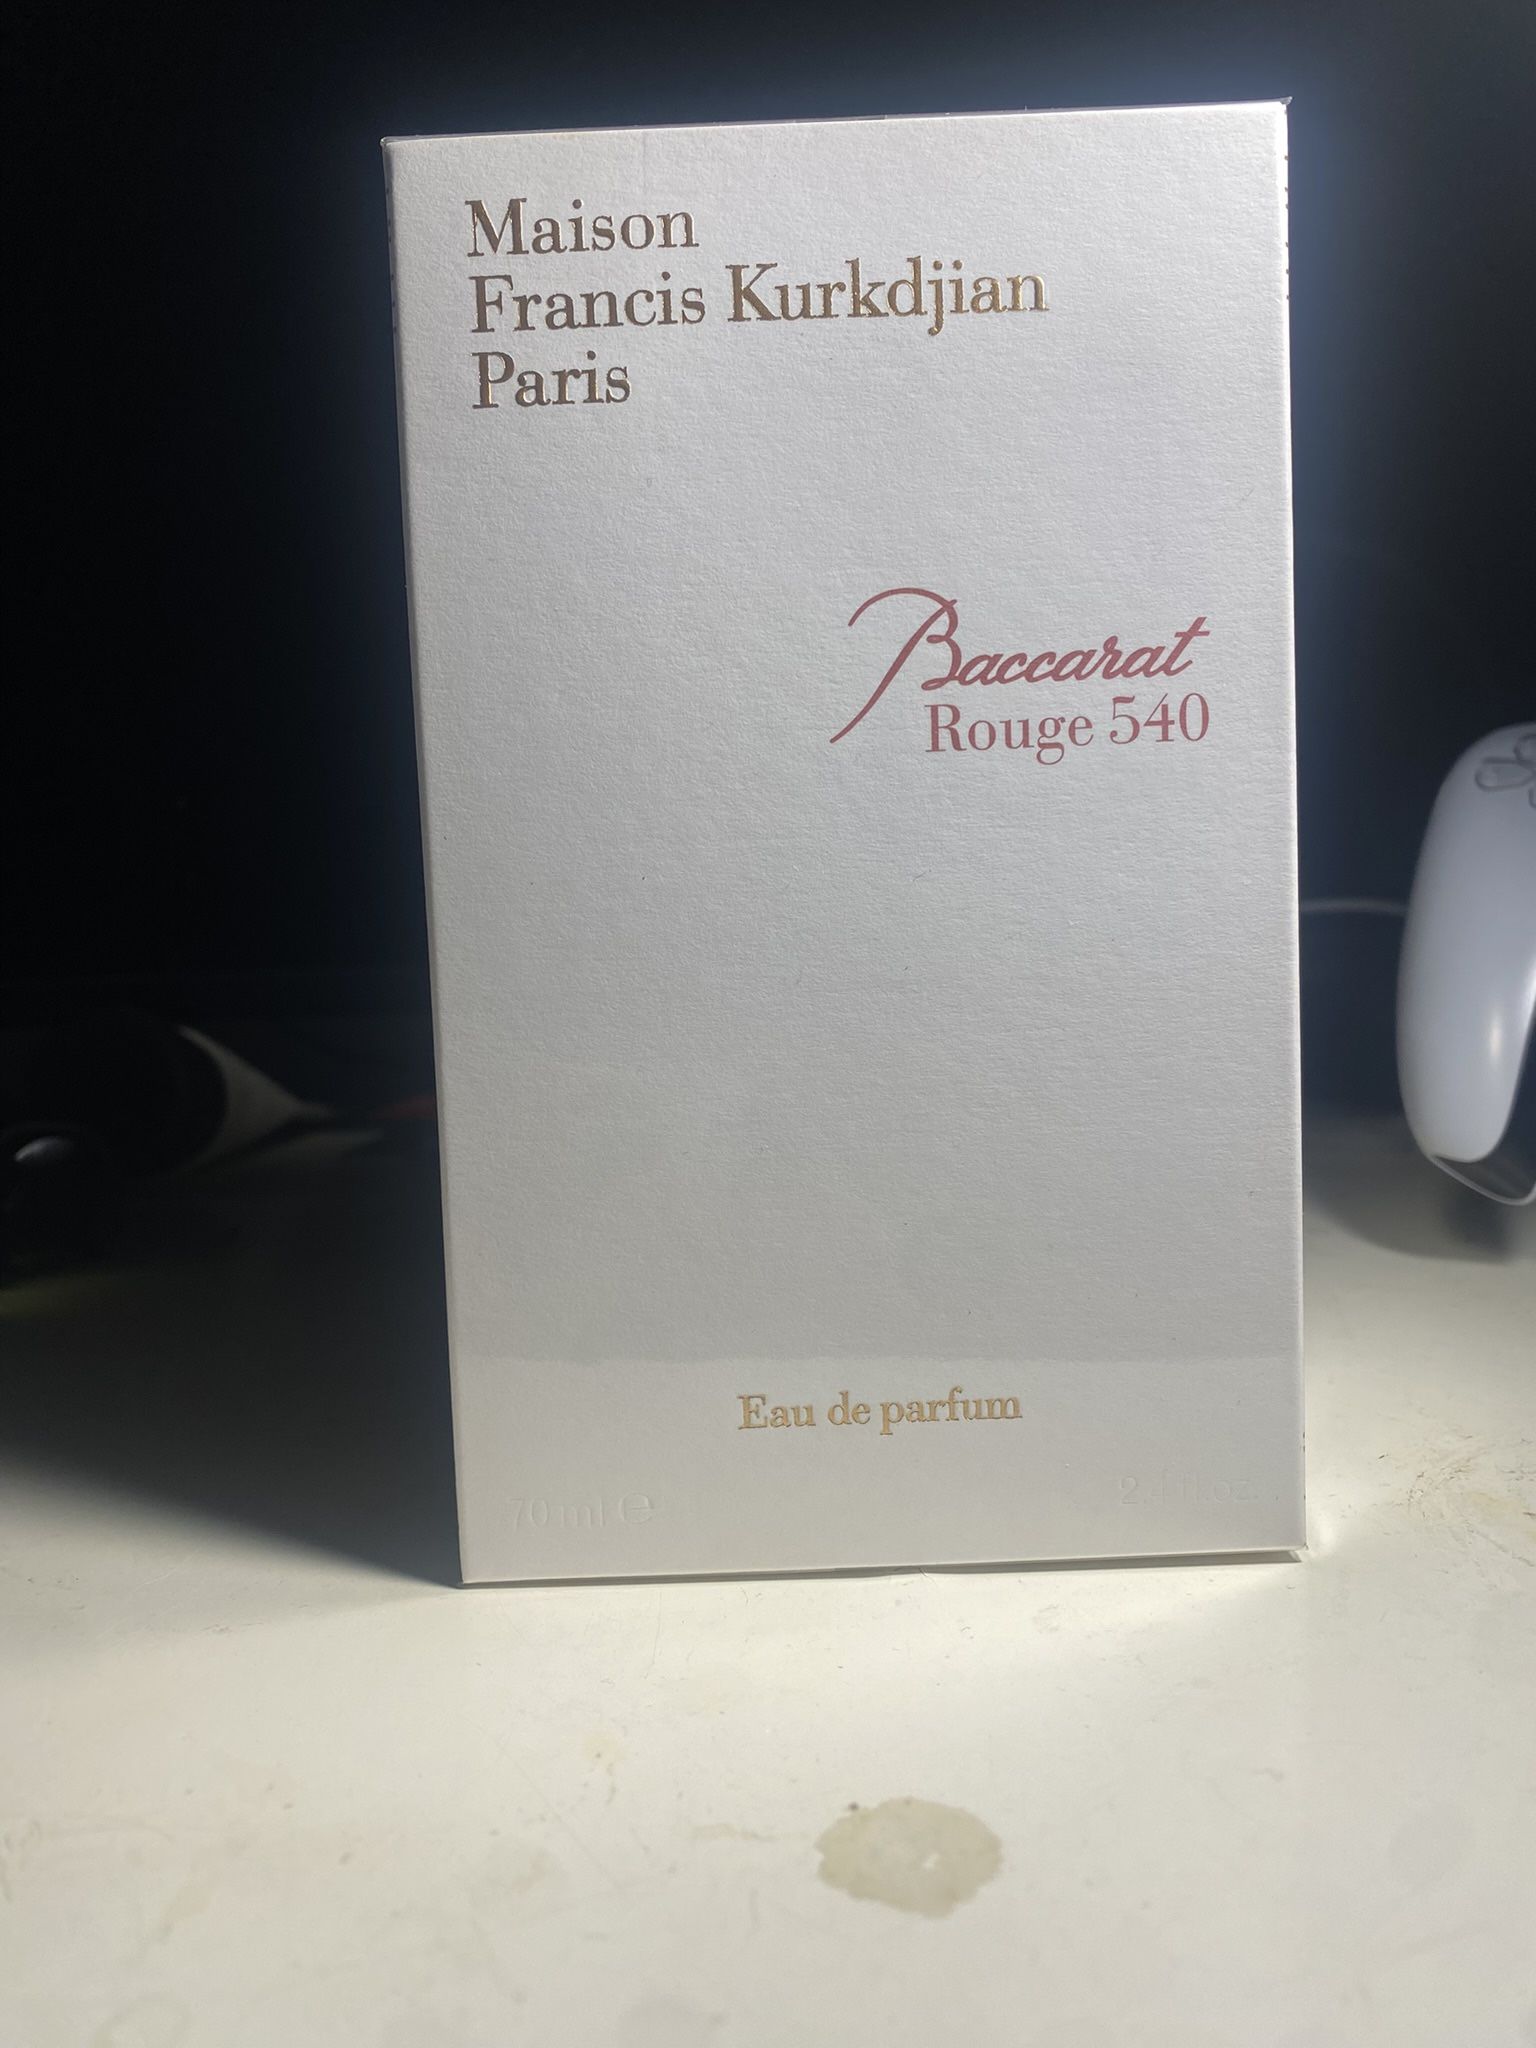 Maison
Francis Kurkdjian
Paris
Baccarat
Rouge 540
Eau de parfum
70 ml ℮
2.4 fl.oz.